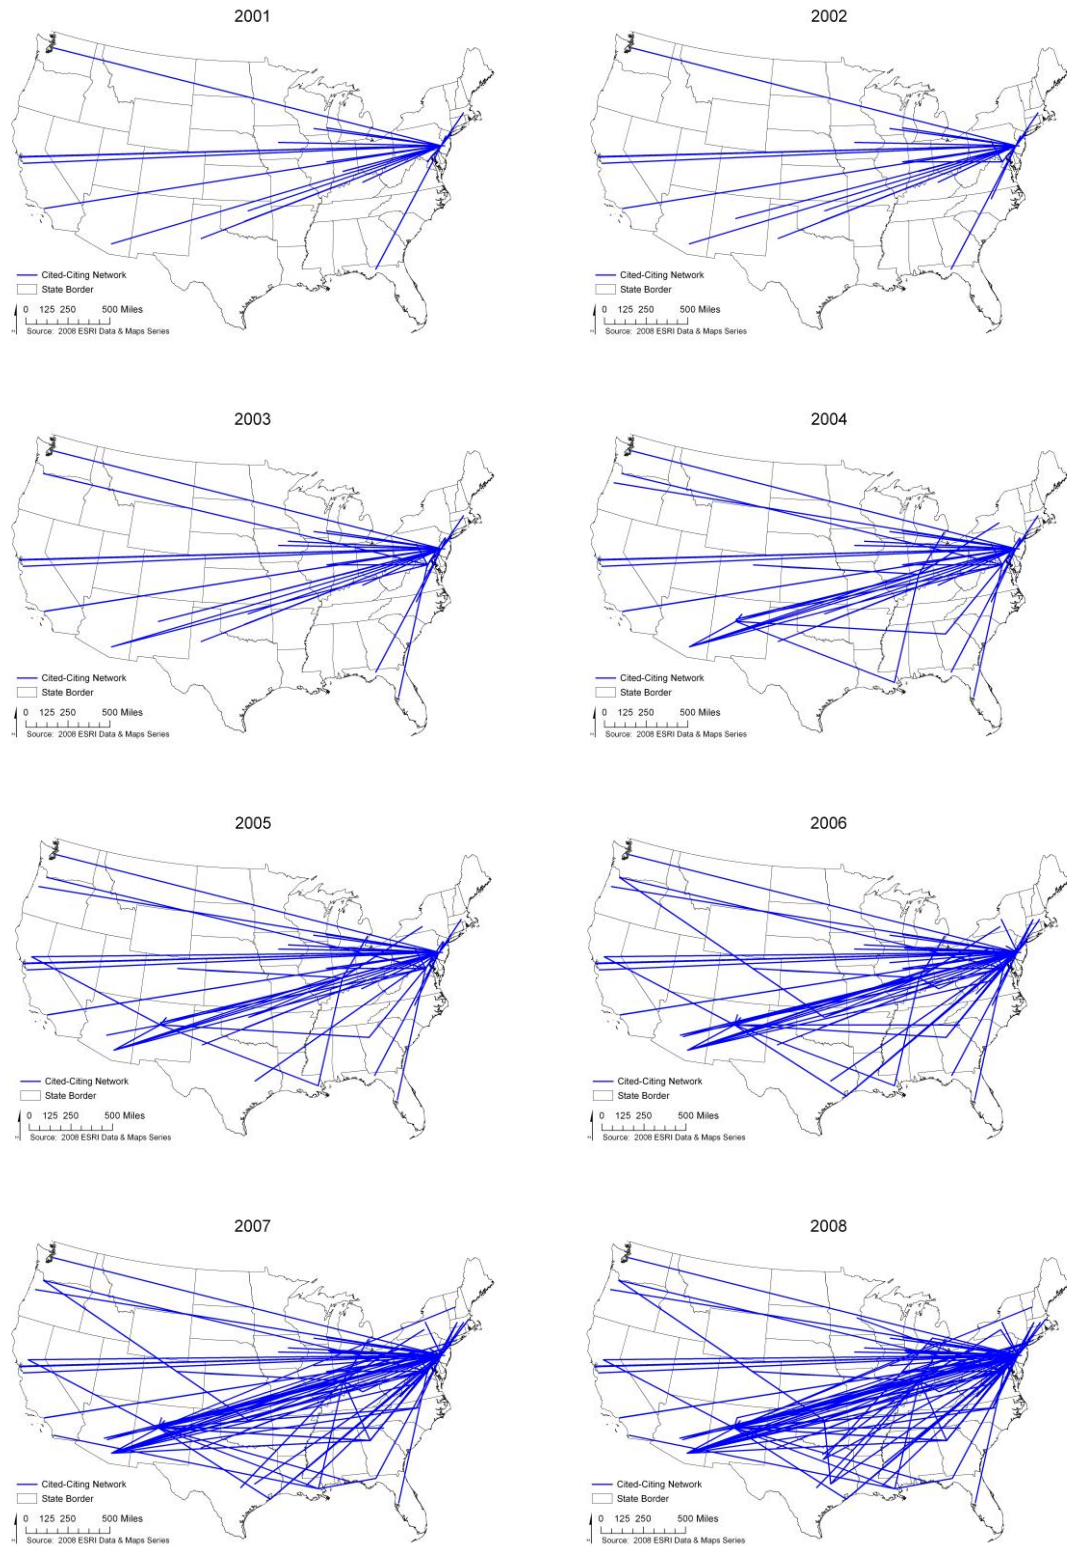 2001
Cited-Citing Network
State Border
0 125 250 500 Miles
Source: 2008 ESRI Data & Maps Series
2002
Cited-Citing Network
State Border
0 125 250 500 Miles
Source: 2008 ESRI Data & Maps Series
2003
Cited-Citing Network
State Border
0 125 250 500 Miles
Source: 2008 ESRI Data & Maps Series
2004
Cited-Citing Network
State Border
0 125 250 500 Miles
Source: 2008 ESRI Data & Maps Series
2005
Cited-Citing Network
State Border
0 125 250 500 Miles
Source: 2008 ESRI Data & Maps Series
2006
Cited-Citing Network
State Border
0 125 250 500 Miles
Source: 2008 ESRI Data & Maps Series
2007
Cited-Citing Network
State Border
0 125 250 500 Miles
Source: 2008 ESRI Data & Maps Series
2008
Cited-Citing Network
State Border
0 125 250 500 Miles
Source: 2008 ESRI Data & Maps Series